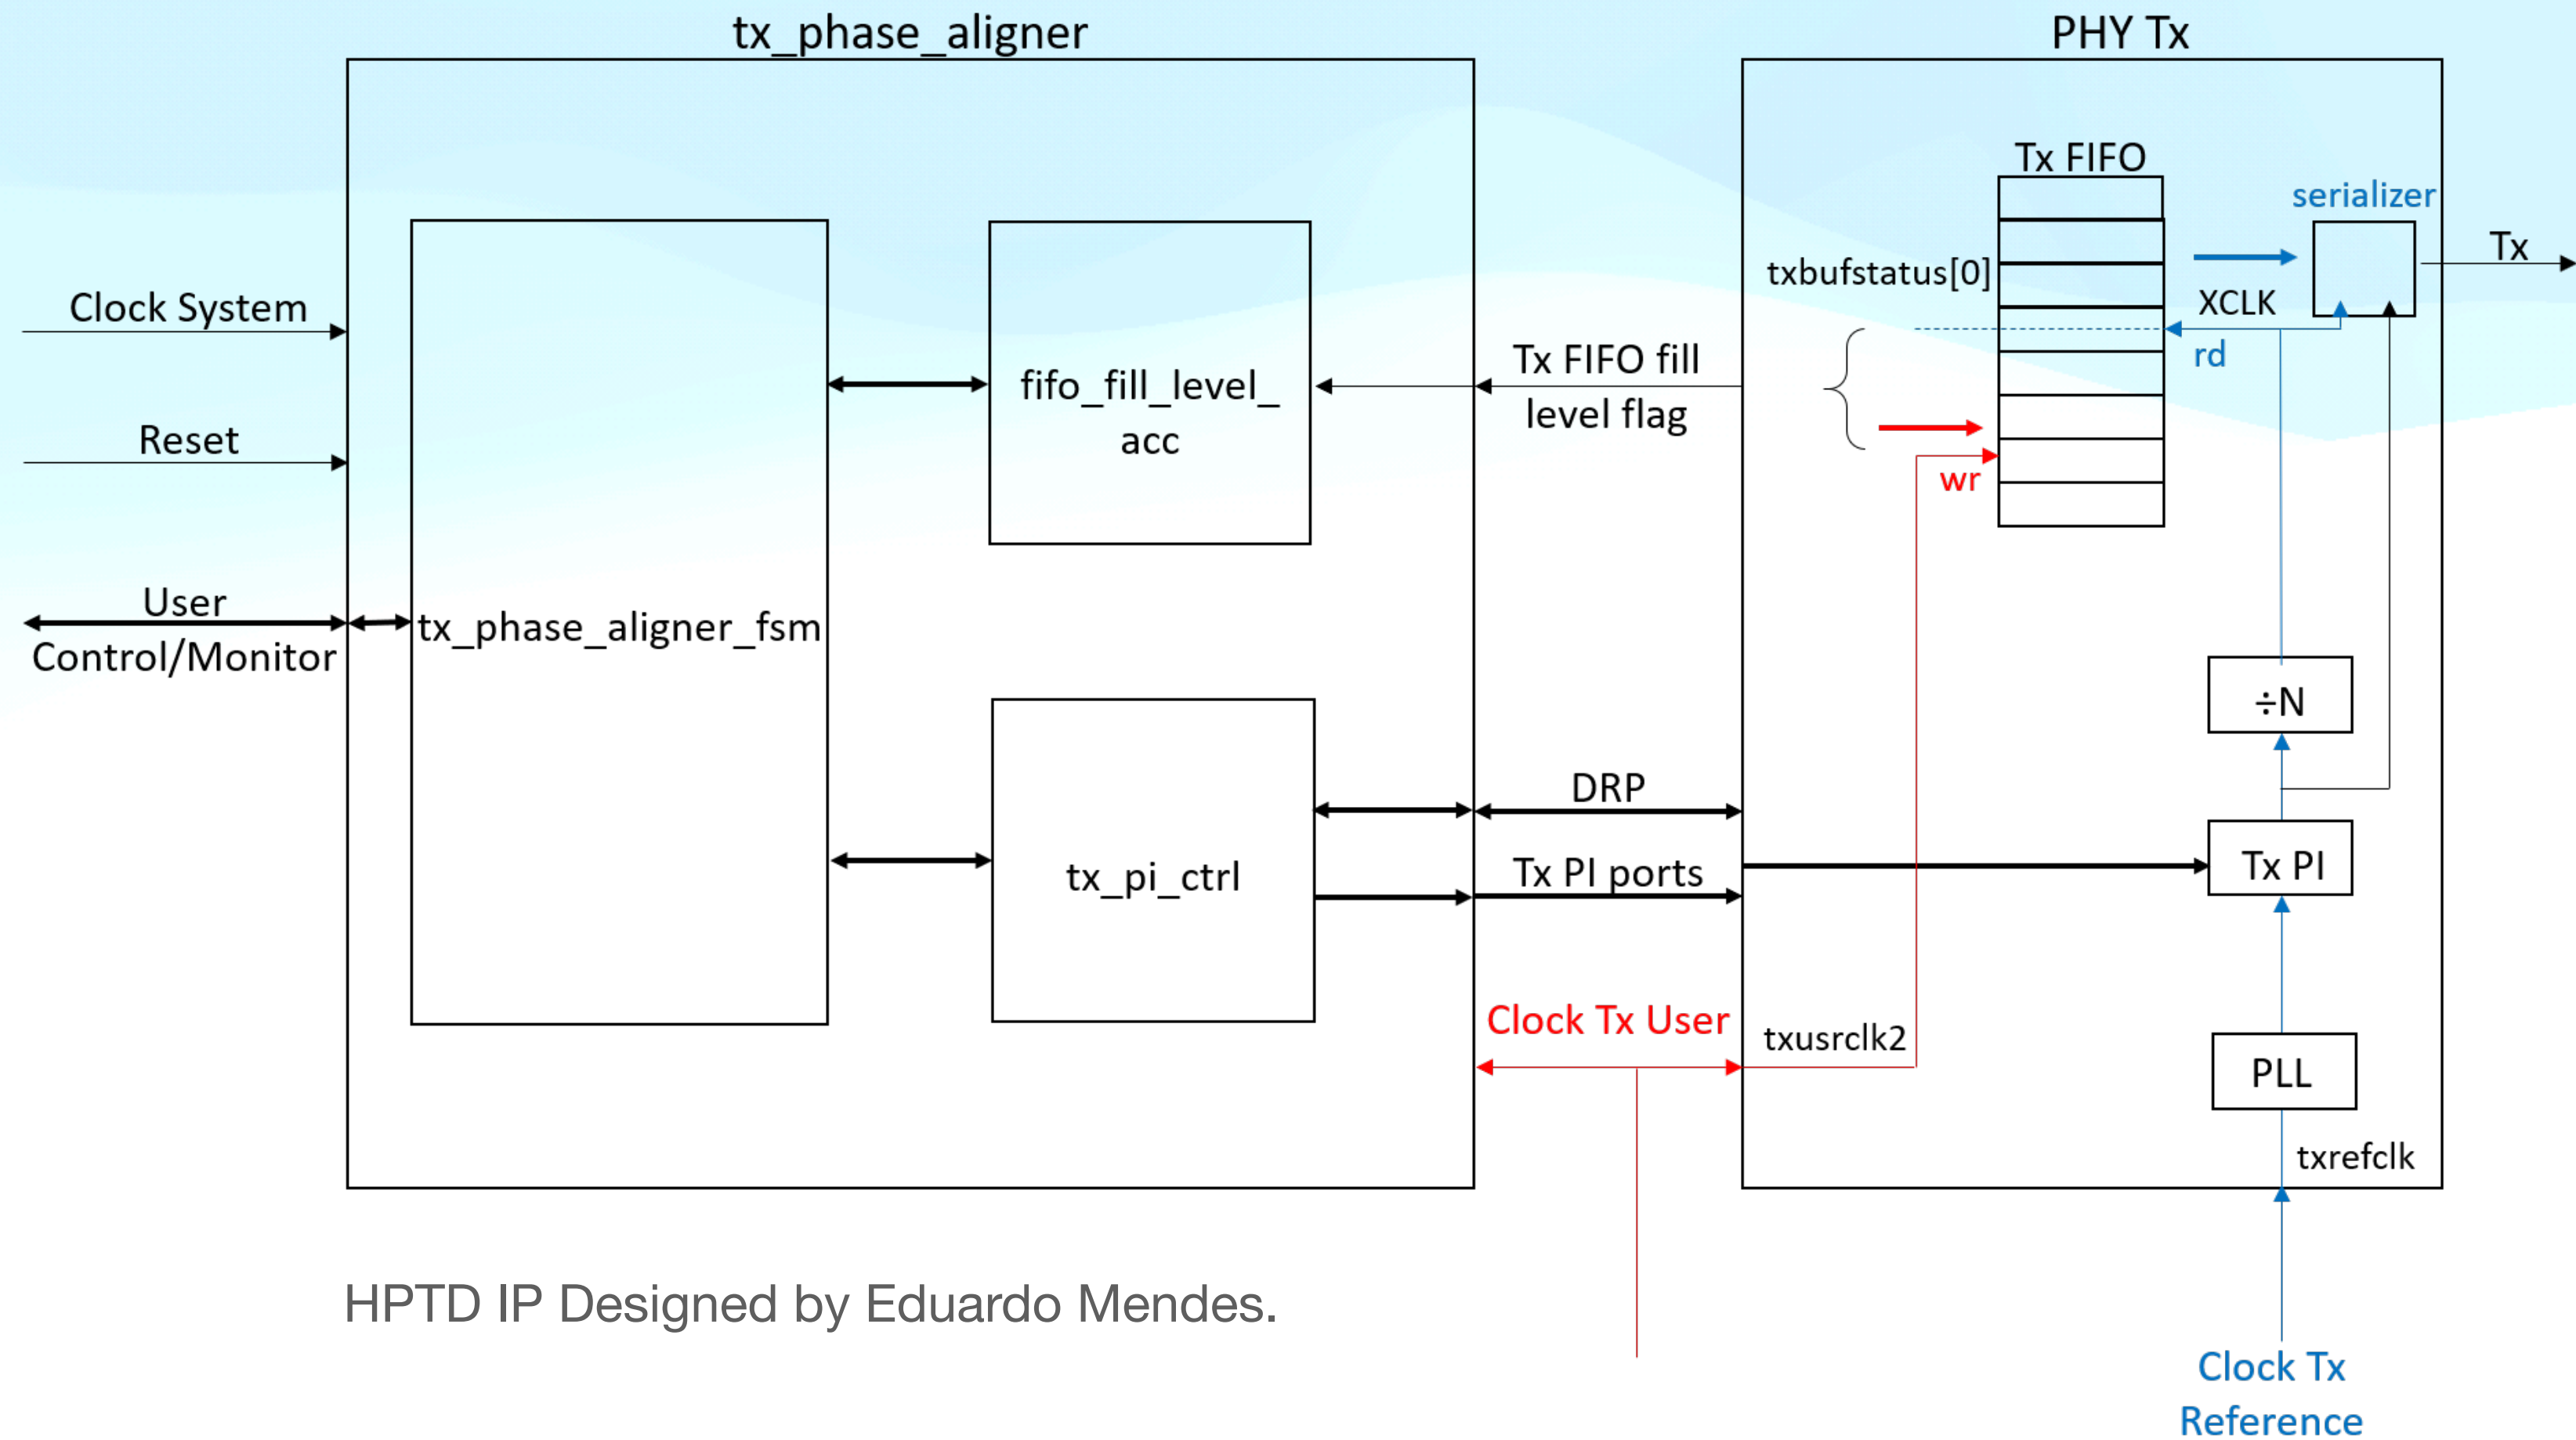 tx_phase_aligner
PHY Tx
Tx FIFO
serializer
Tx
txbufstatus[0]
XCLK
rd
wr
Clock System
Reset
User
Control/Monitor
tx_phase_aligner_fsm
fifo_fill_level_
acc
Tx FIFO fill
level flag
÷N
DRP
Tx PI ports
Tx PI
tx_pi_ctrl
Clock Tx User
txusrclk2
PLL
txrefclk
HPTD IP Designed by Eduardo Mendes.
Clock Tx
Reference